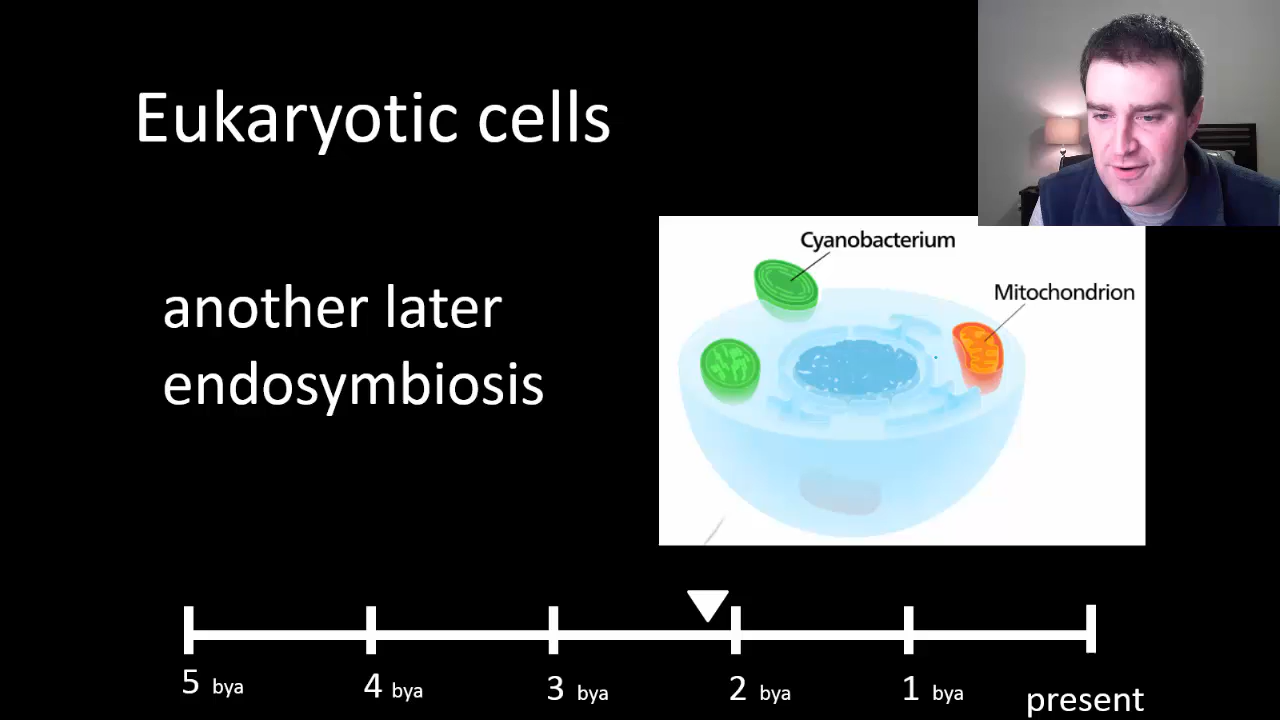 Eukaryotic cells
another later
endosymbiosis
Cyanobacterium
Mitochondrion
5 bya 4 bya 3 bya 2 bya 1 bya present